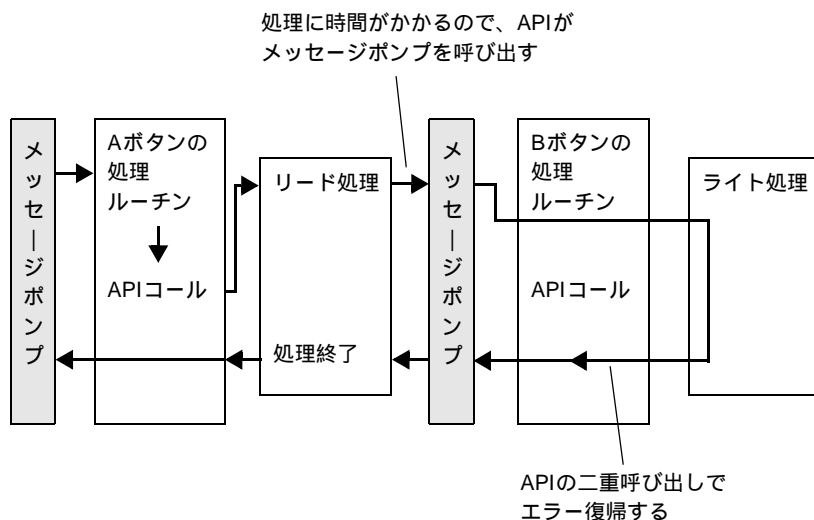 処理に時間がかかるので、APIが
メッセージポンプを呼び出す
メッセージポンプ
Aボタンの
処理
ルーチン
APIコール
リード処理
処理終了
メッセージポンプ
Bボタンの
処理
ルーチン
APIコール
ライト処理
APIの二重呼び出しで
エラー復帰する